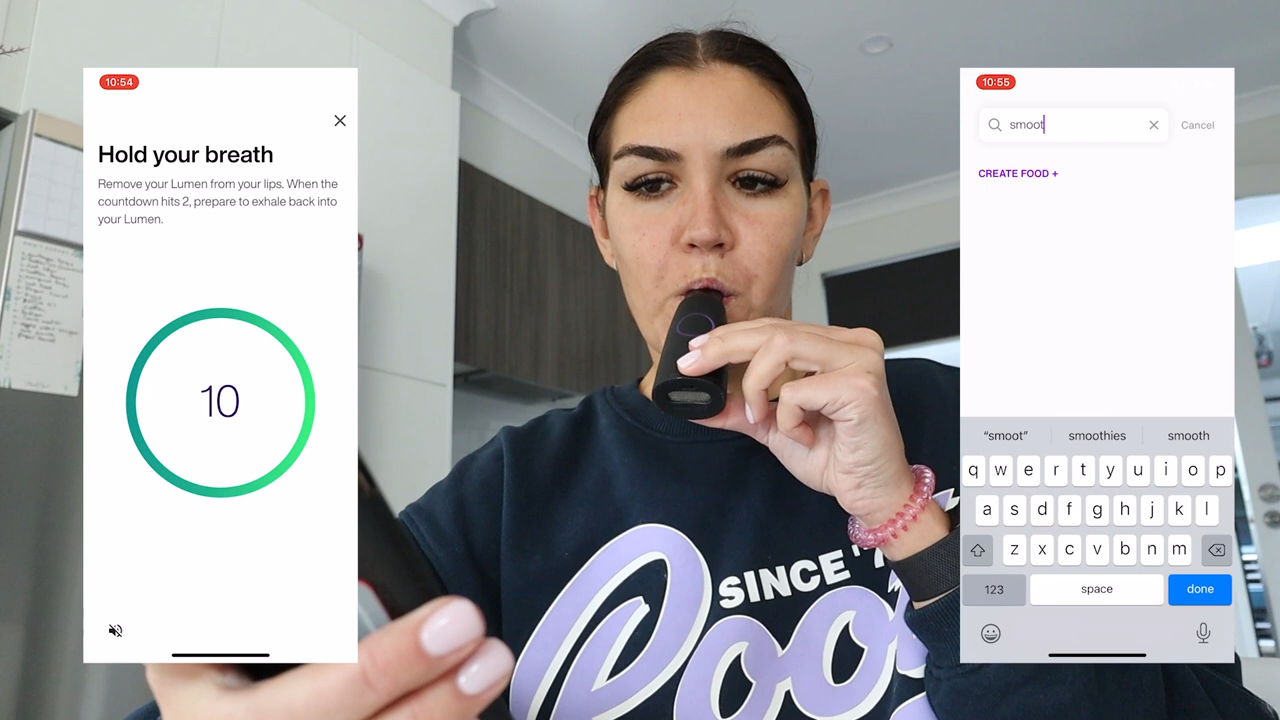 10:54
Hold your breath
Remove your Lumen from your lips. When the
countdown hits 2, prepare to exhale back into
your Lumen.
10
SINCE '7
10:55
smoot
Cancel
CREATE FOOD +
“smoot”
smoothies
smooth
q w e r t y u i o p
a s d f g h j k l
z x c v b n m
123
space
done